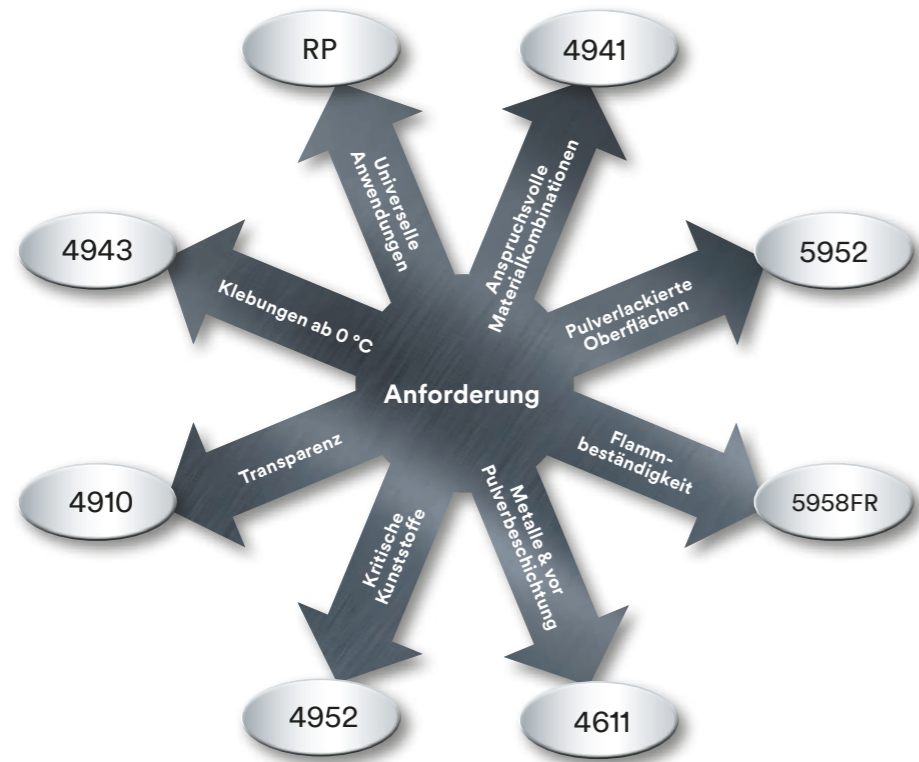 RP
4941
Universelle
Anwendungen
Anspruchsvolle
Materialkombinationen
4943
5952
Klebungen ab 0 °C
Pulverlackierte
Oberflächen
Anforderung
Transparenz
Flamm-
beständigkeit
4910
5958FR
Kritische
Kunststoffe
Metalle & vor
Pulverbeschichtung
4952
4611